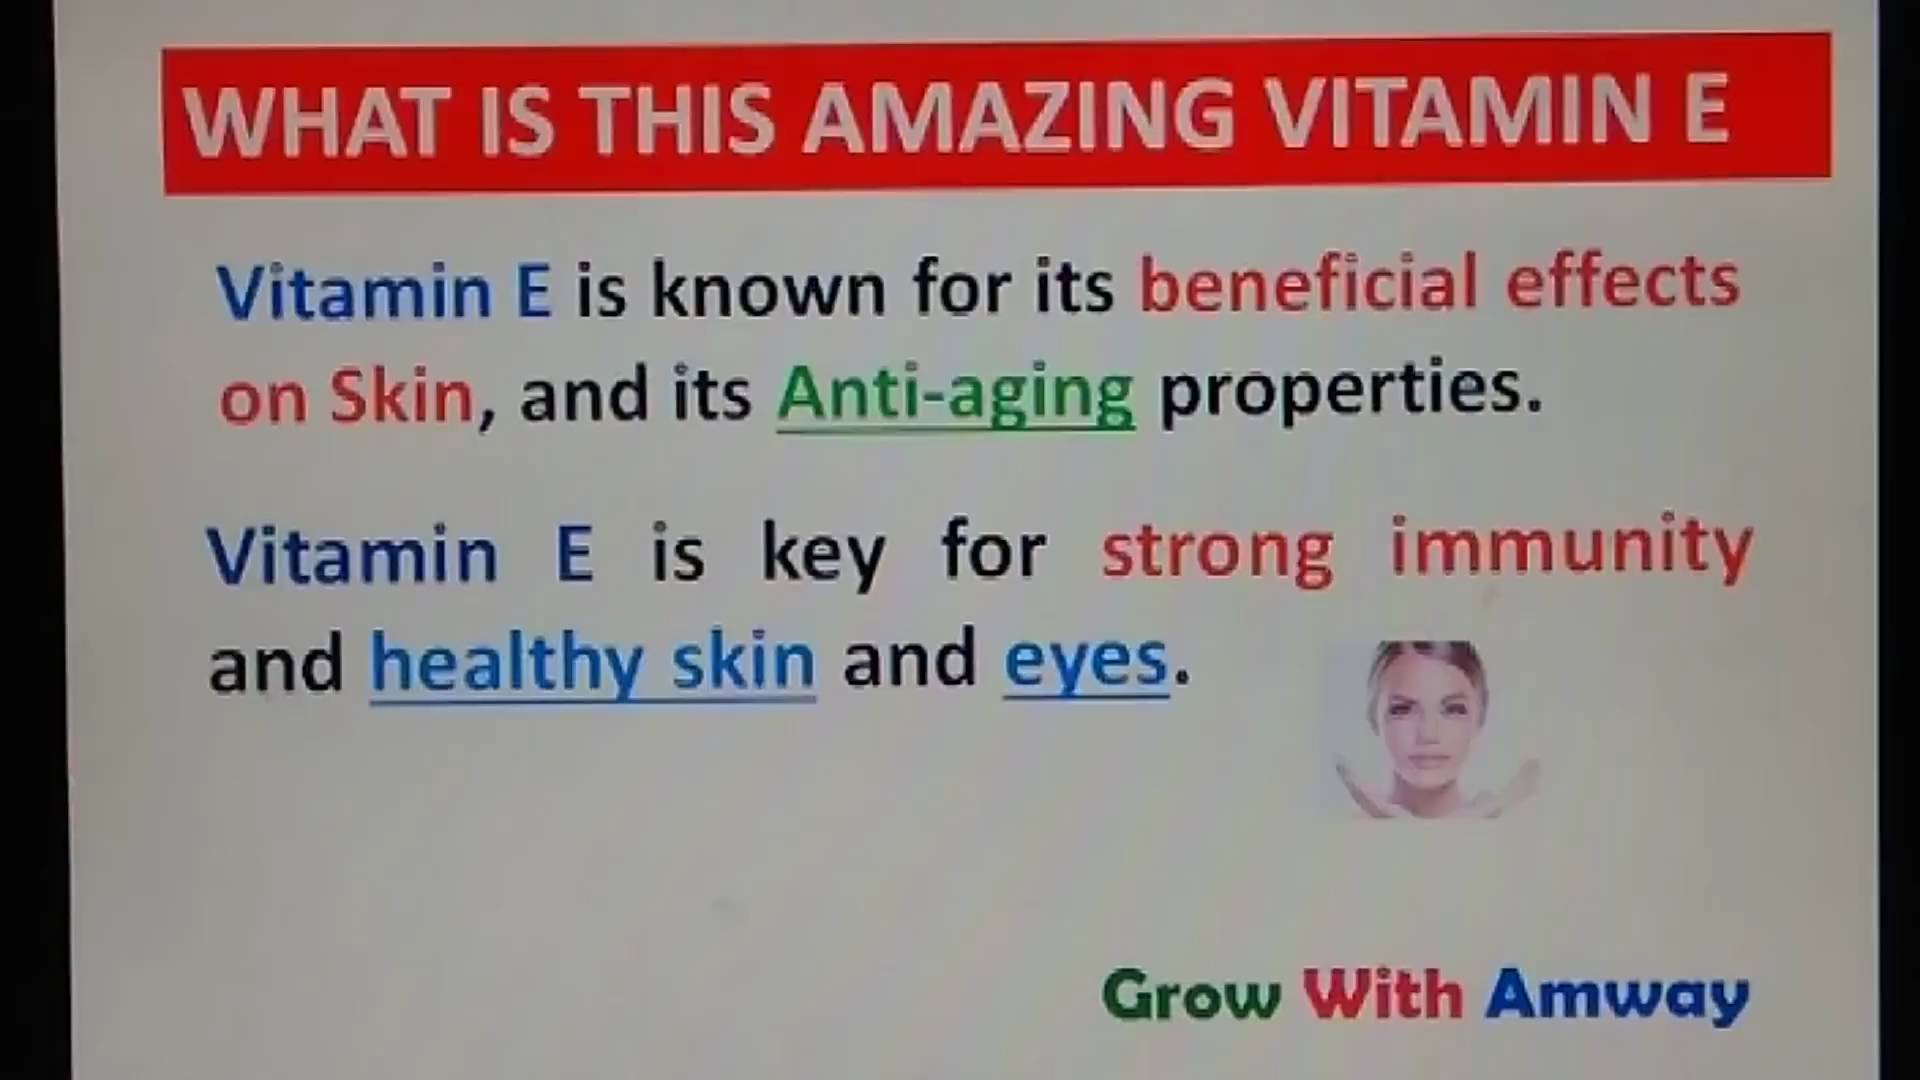 WHAT IS THIS AMAZING VITAMIN E
Vitamin E is known for its beneficial effects
on Skin, and its Anti-aging properties.
Vitamin E is key for strong immunity
and healthy skin and eyes.
Grow With Amway